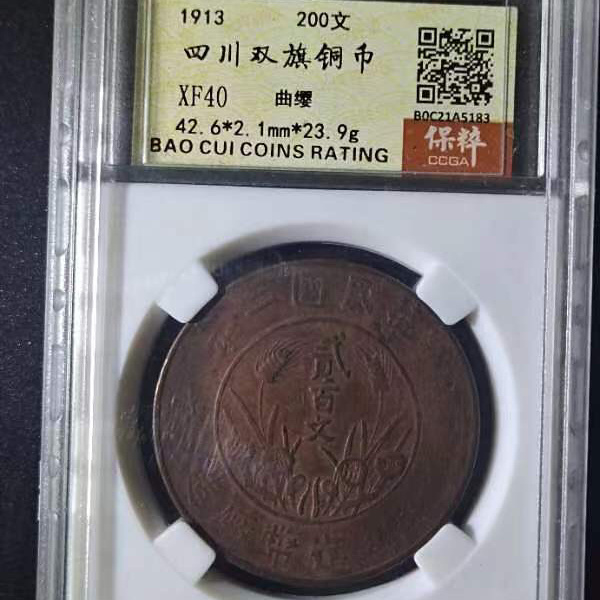 1913 200文
四川双旗铜币
XF40 曲缨
B0C21A5183
42.6*2.1mm*23.9g
保粹
CCGA
BAO CUI COINS RATING
貳百文